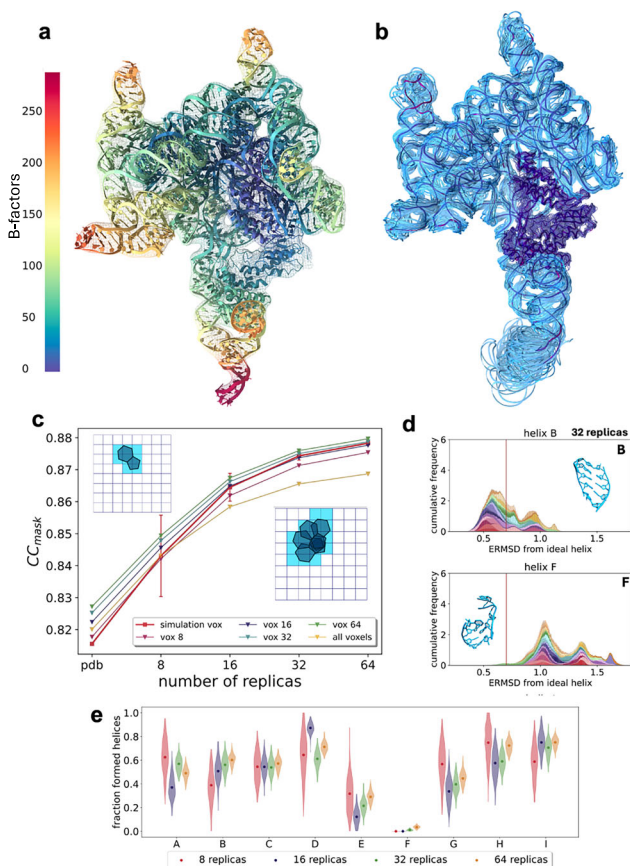 a
b
250
200
150
100
50
0
B-factors
c
0.88
0.87
0.86
0.85
0.84
0.83
0.82
CC_mask
simulation vox
vox 8
vox 16
vox 32
vox 64
all voxels
pdb 8 16 32 64
number of replicas
d
helix B 32 replicas
B
6
4
2
0
cumulative frequency
0.5 1.0 1.5
ERMSD from ideal helix
helix F
F
6
4
2
0
cumulative frequency
0.5 1.0 1.5
ERMSD from ideal helix
e
1.0
0.8
0.6
0.4
0.2
0.0
fraction formed helices
A B C D E F G H I
8 replicas 16 replicas 32 replicas 64 replicas